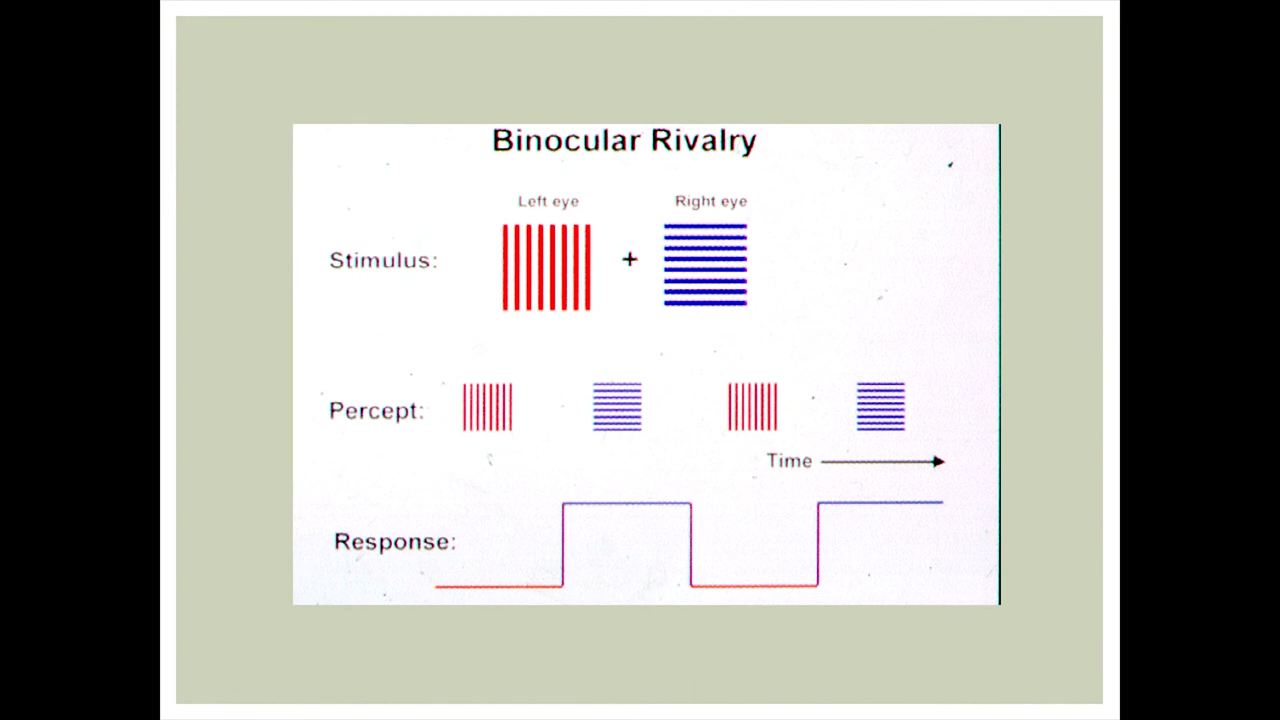 Binocular Rivalry
Left eye
Right eye
Stimulus:
+
Percept:
Time
Response: